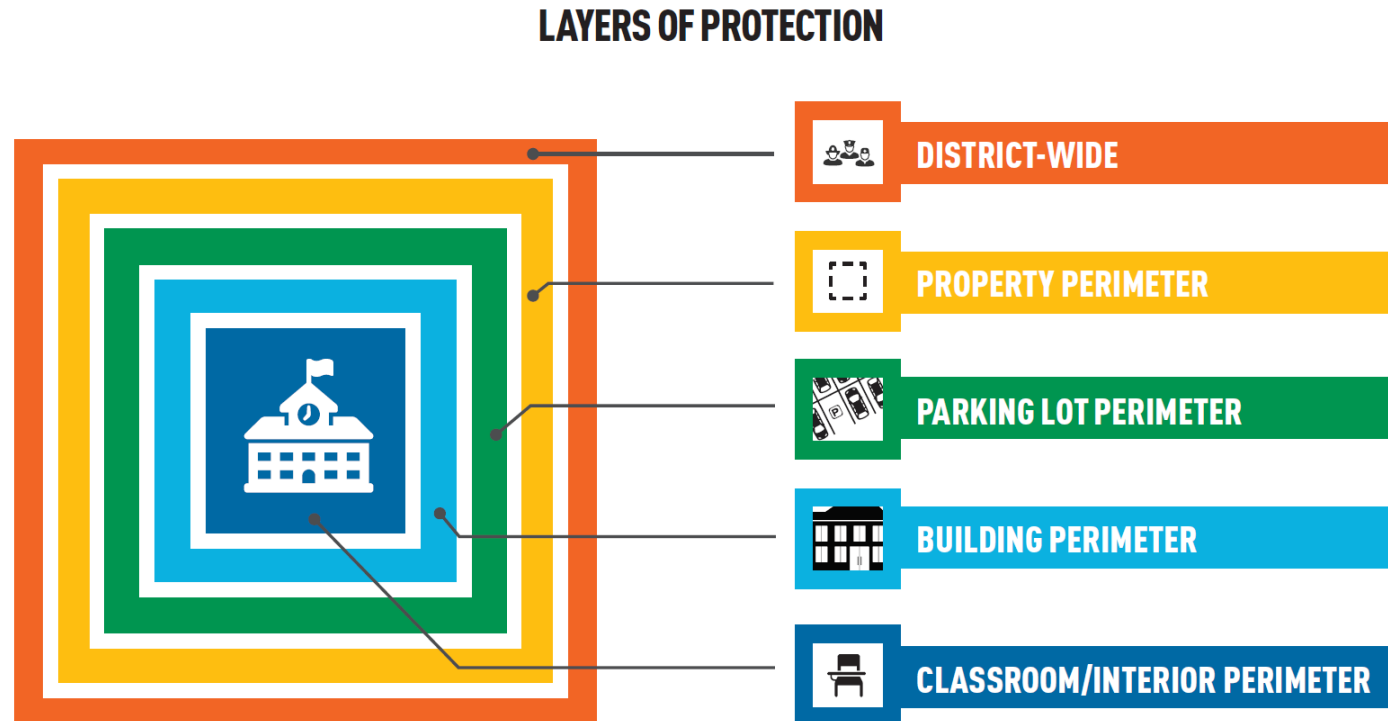 LAYERS OF PROTECTION
DISTRICT-WIDE
PROPERTY PERIMETER
P
PARKING LOT PERIMETER
BUILDING PERIMETER
CLASSROOM/INTERIOR PERIMETER